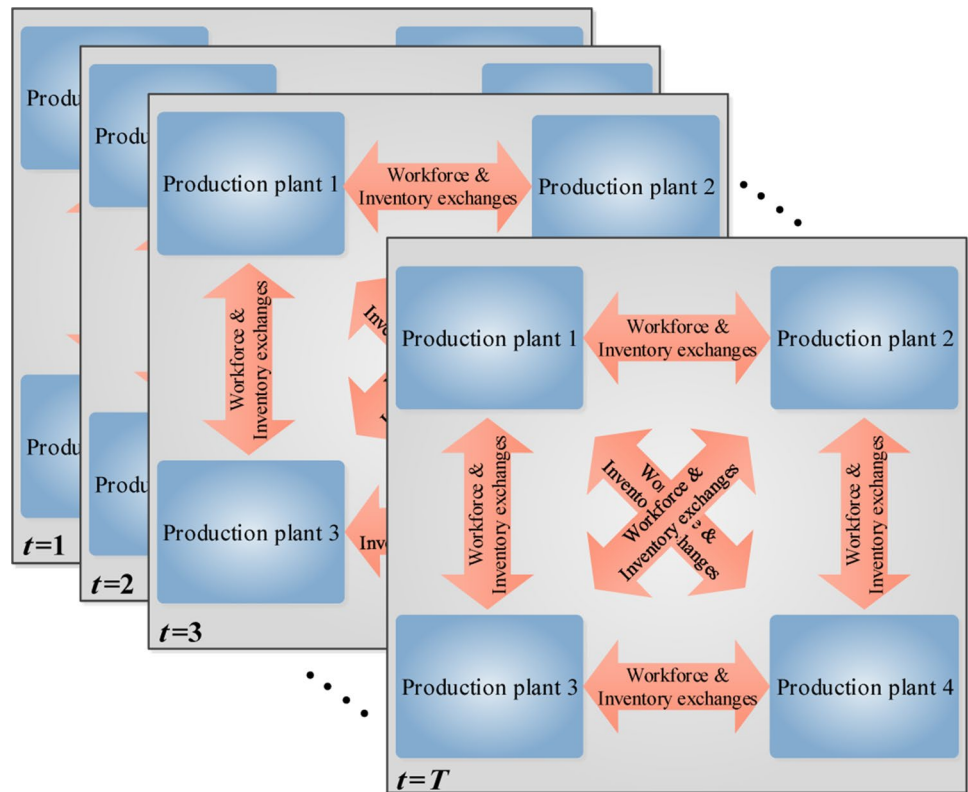 Produ
Produ
t=1
Produ
Produ
t=2
Production plant 1
Workforce &
Inventory exchanges
Production plant 2
Workforce &
Inventory exchanges
Production plant 3
t=3
Production plant 1
Workforce &
Inventory exchanges
Production plant 2
Workforce &
Inventory exchanges
Workforce &
Inventory exchanges
Workforce &
Inventory exchanges
Production plant 3
Workforce &
Inventory exchanges
Production plant 4
t=T